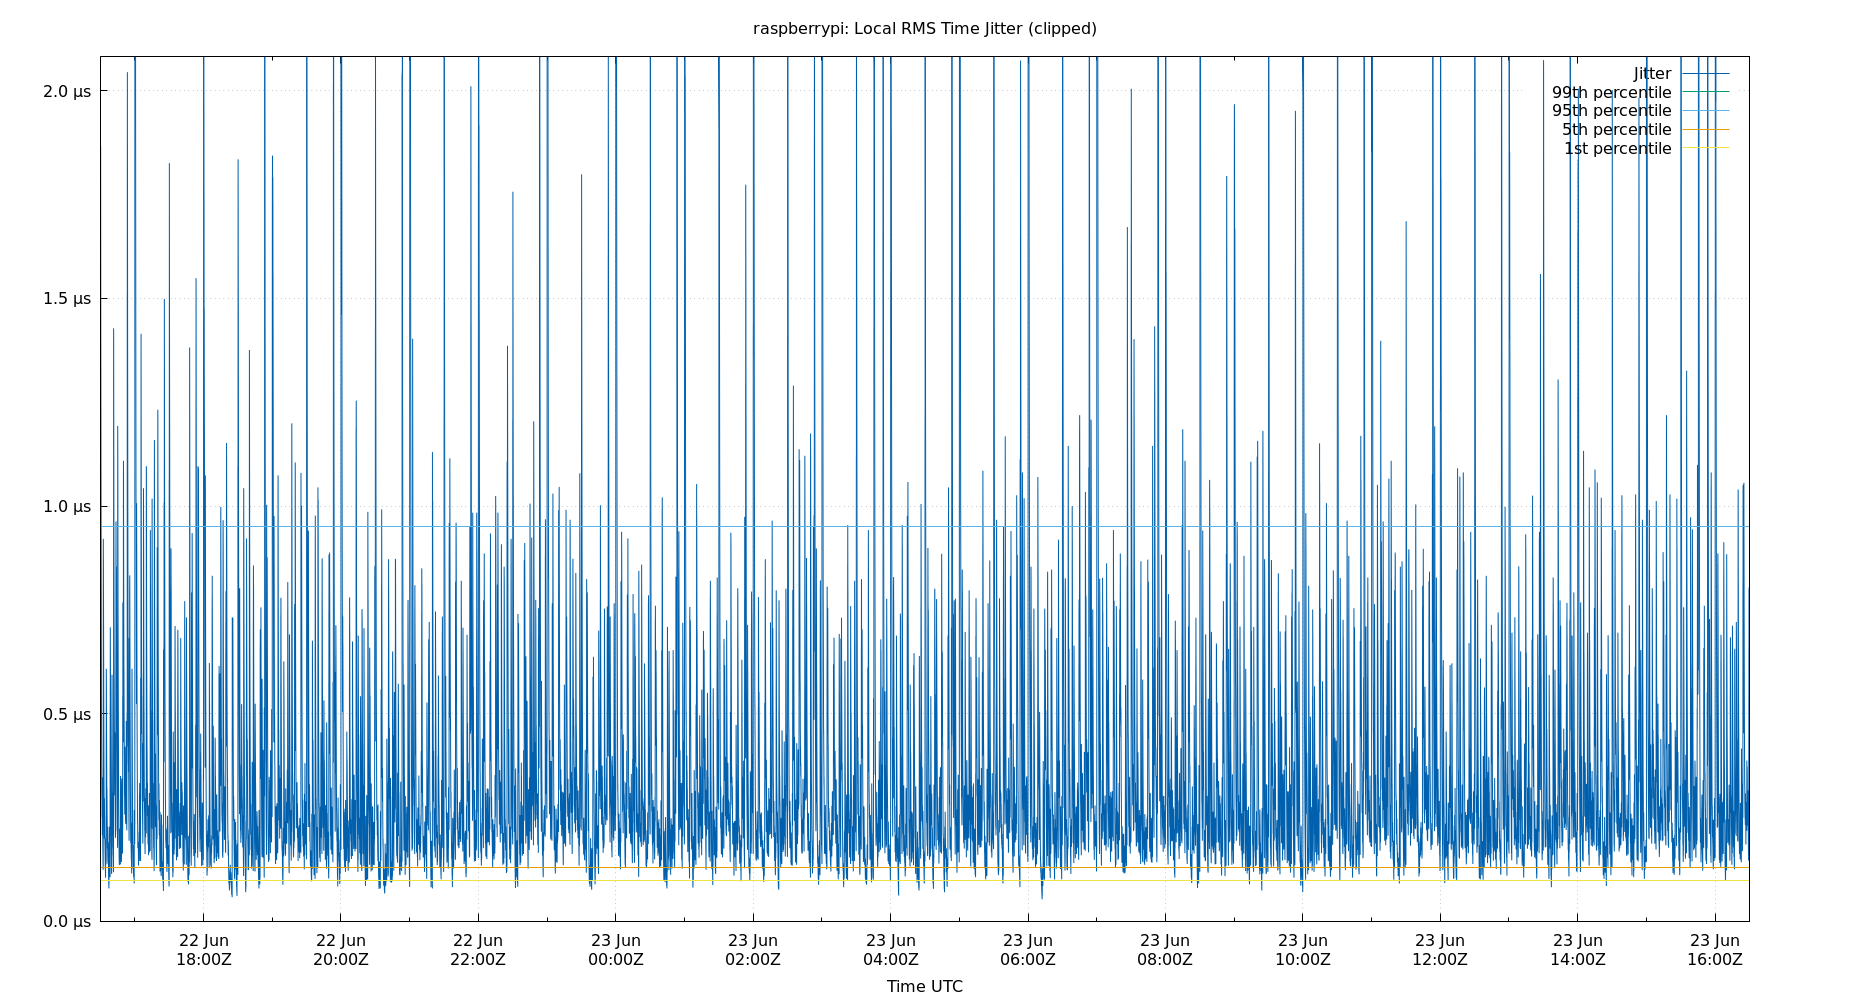 raspberrypi: Local RMS Time Jitter (clipped)
Jitter
99th percentile
95th percentile
5th percentile
1st percentile
2.0 µs
1.5 µs
1.0 µs
0.5 µs
0.0 µs
22 Jun 22 Jun 22 Jun 23 Jun 23 Jun 23 Jun 23 Jun 23 Jun 23 Jun 23 Jun 23 Jun 23 Jun
18:00Z 20:00Z 22:00Z 00:00Z 02:00Z 04:00Z 06:00Z 08:00Z 10:00Z 12:00Z 14:00Z 16:00Z
Time UTC